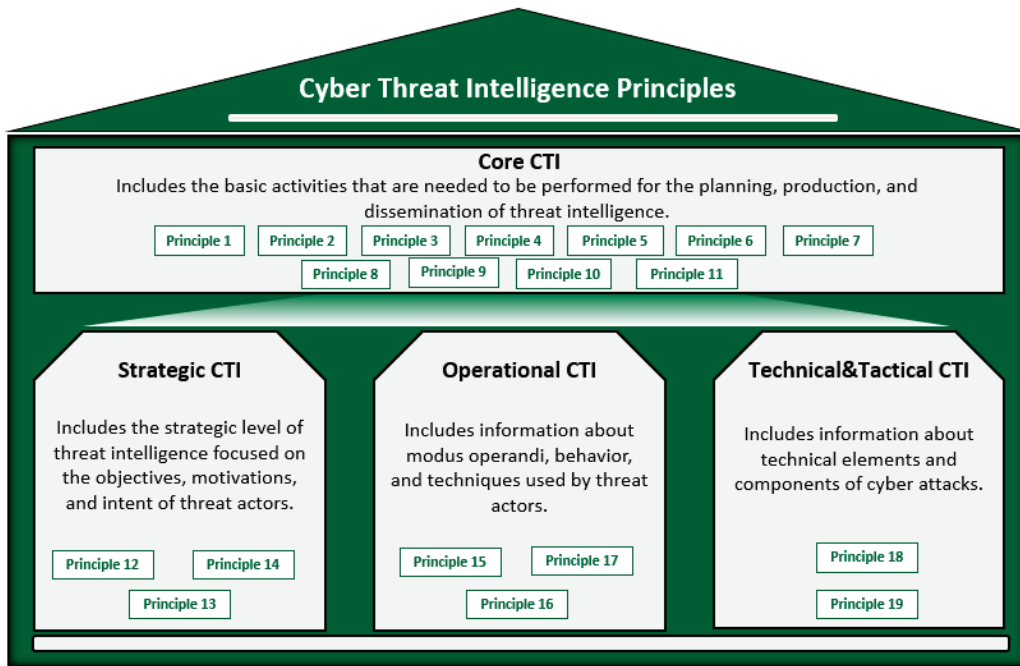 Cyber Threat Intelligence Principles
Core CTI
Includes the basic activities that are needed to be performed for the planning, production, and
dissemination of threat intelligence.
Principle 1
Principle 2
Principle 3
Principle 4
Principle 5
Principle 6
Principle 7
Principle 8
Principle 9
Principle 10
Principle 11
Strategic CTI
Includes the strategic level of
threat intelligence focused on
the objectives, motivations,
and intent of threat actors.
Principle 12
Principle 14
Principle 13
Operational CTI
Includes information about
modus operandi, behavior,
and techniques used by threat
actors.
Principle 15
Principle 17
Principle 16
Technical&Tactical CTI
Includes information about
technical elements and
components of cyber attacks.
Principle 18
Principle 19